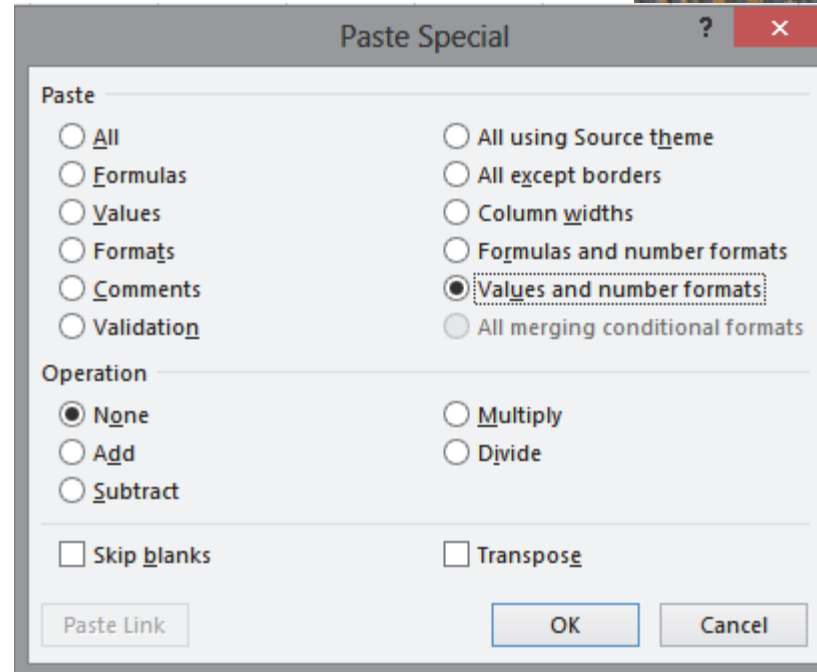 Paste Special
?
Paste
All
All using Source theme
Formulas
All except borders
Values
Column widths
Formats
Formulas and number formats
Comments
Values and number formats
Validation
All merging conditional formats
Operation
None
Multiply
Add
Divide
Subtract
Skip blanks
Transpose
Paste Link
OK
Cancel